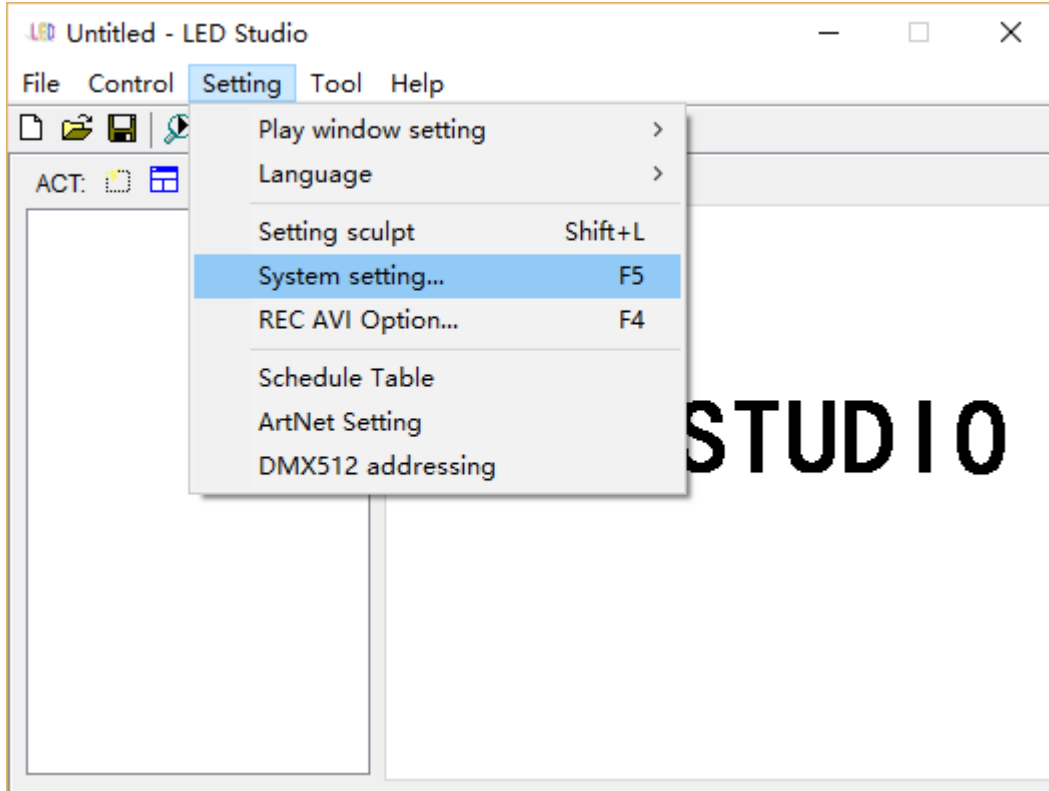 LED Untitled - LED Studio
File Control Setting Tool Help
ACT:
Play window setting
Language
Setting sculpt Shift+L
System setting... F5
REC AVI Option... F4
Schedule Table
ArtNet Setting
DMX512 addressing
STUDIO